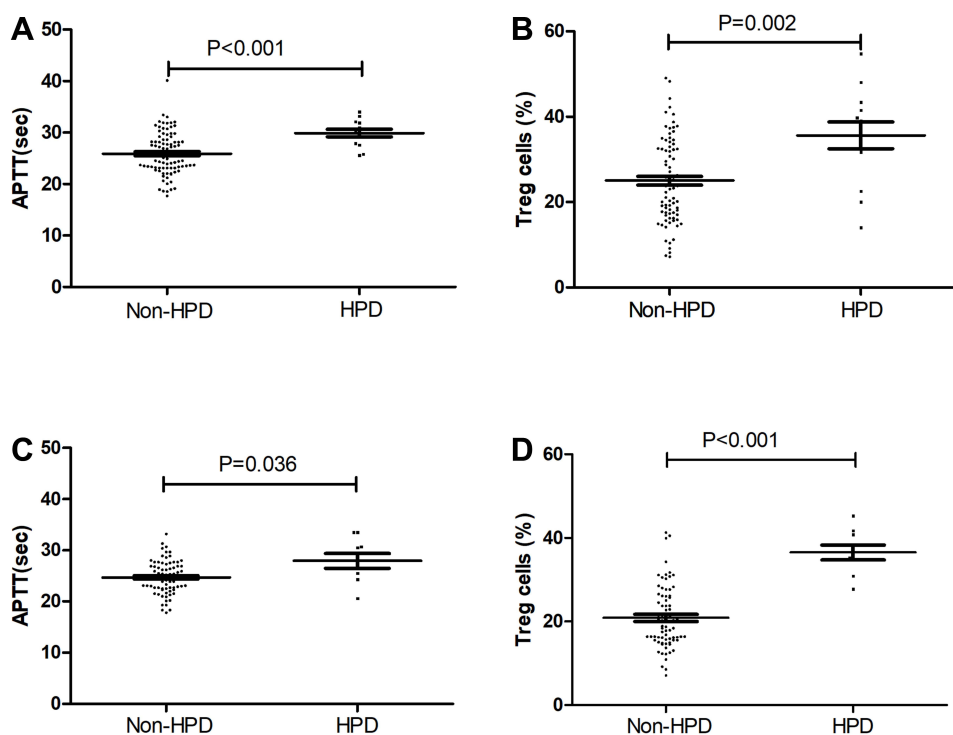 A
APTT(sec)
50
40
30
20
10
0
P<0.001
Non-HPD
HPD
B
Treg cells (%)
60
40
20
0
P=0.002
Non-HPD
HPD
C
APTT(sec)
50
40
30
20
10
0
P=0.036
Non-HPD
HPD
D
Treg cells (%)
60
40
20
0
P<0.001
Non-HPD
HPD